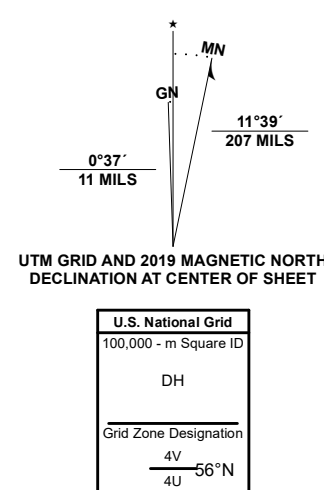 ★
MN
GN
11°39´
207 MILS
0°37´
11 MILS
UTM GRID AND 2019 MAGNETIC NORTH
DECLINATION AT CENTER OF SHEET
U.S. National Grid
100,000 - m Square ID
DH
Grid Zone Designation
4V
56°N
4U